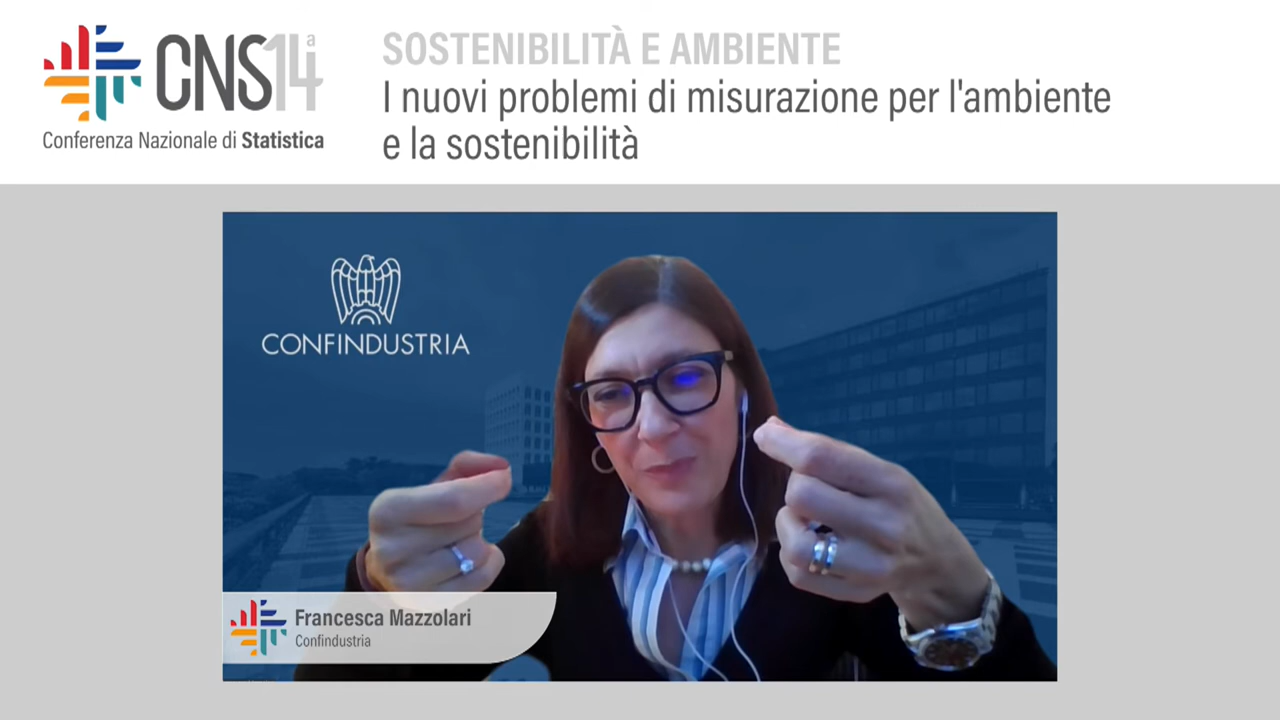 CNS14ª
Conferenza Nazionale di Statistica
SOSTENIBILITÀ E AMBIENTE
I nuovi problemi di misurazione per l'ambiente
e la sostenibilità
CONFINDUSTRIA
Francesca Mazzolari
Confindustria